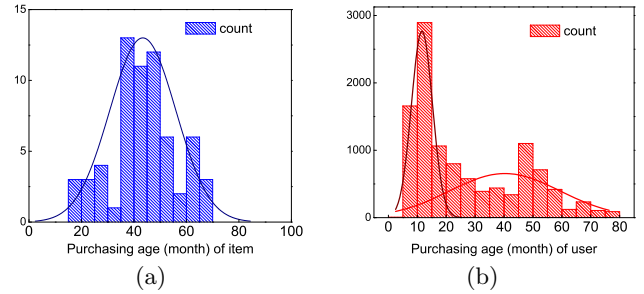 15
10
5
0
count
0 20 40 60 80 100
Purchasing age (month) of item
(a)
3000
2000
1000
0
count
0 10 20 30 40 50 60 70 80
Purchasing age (month) of user
(b)